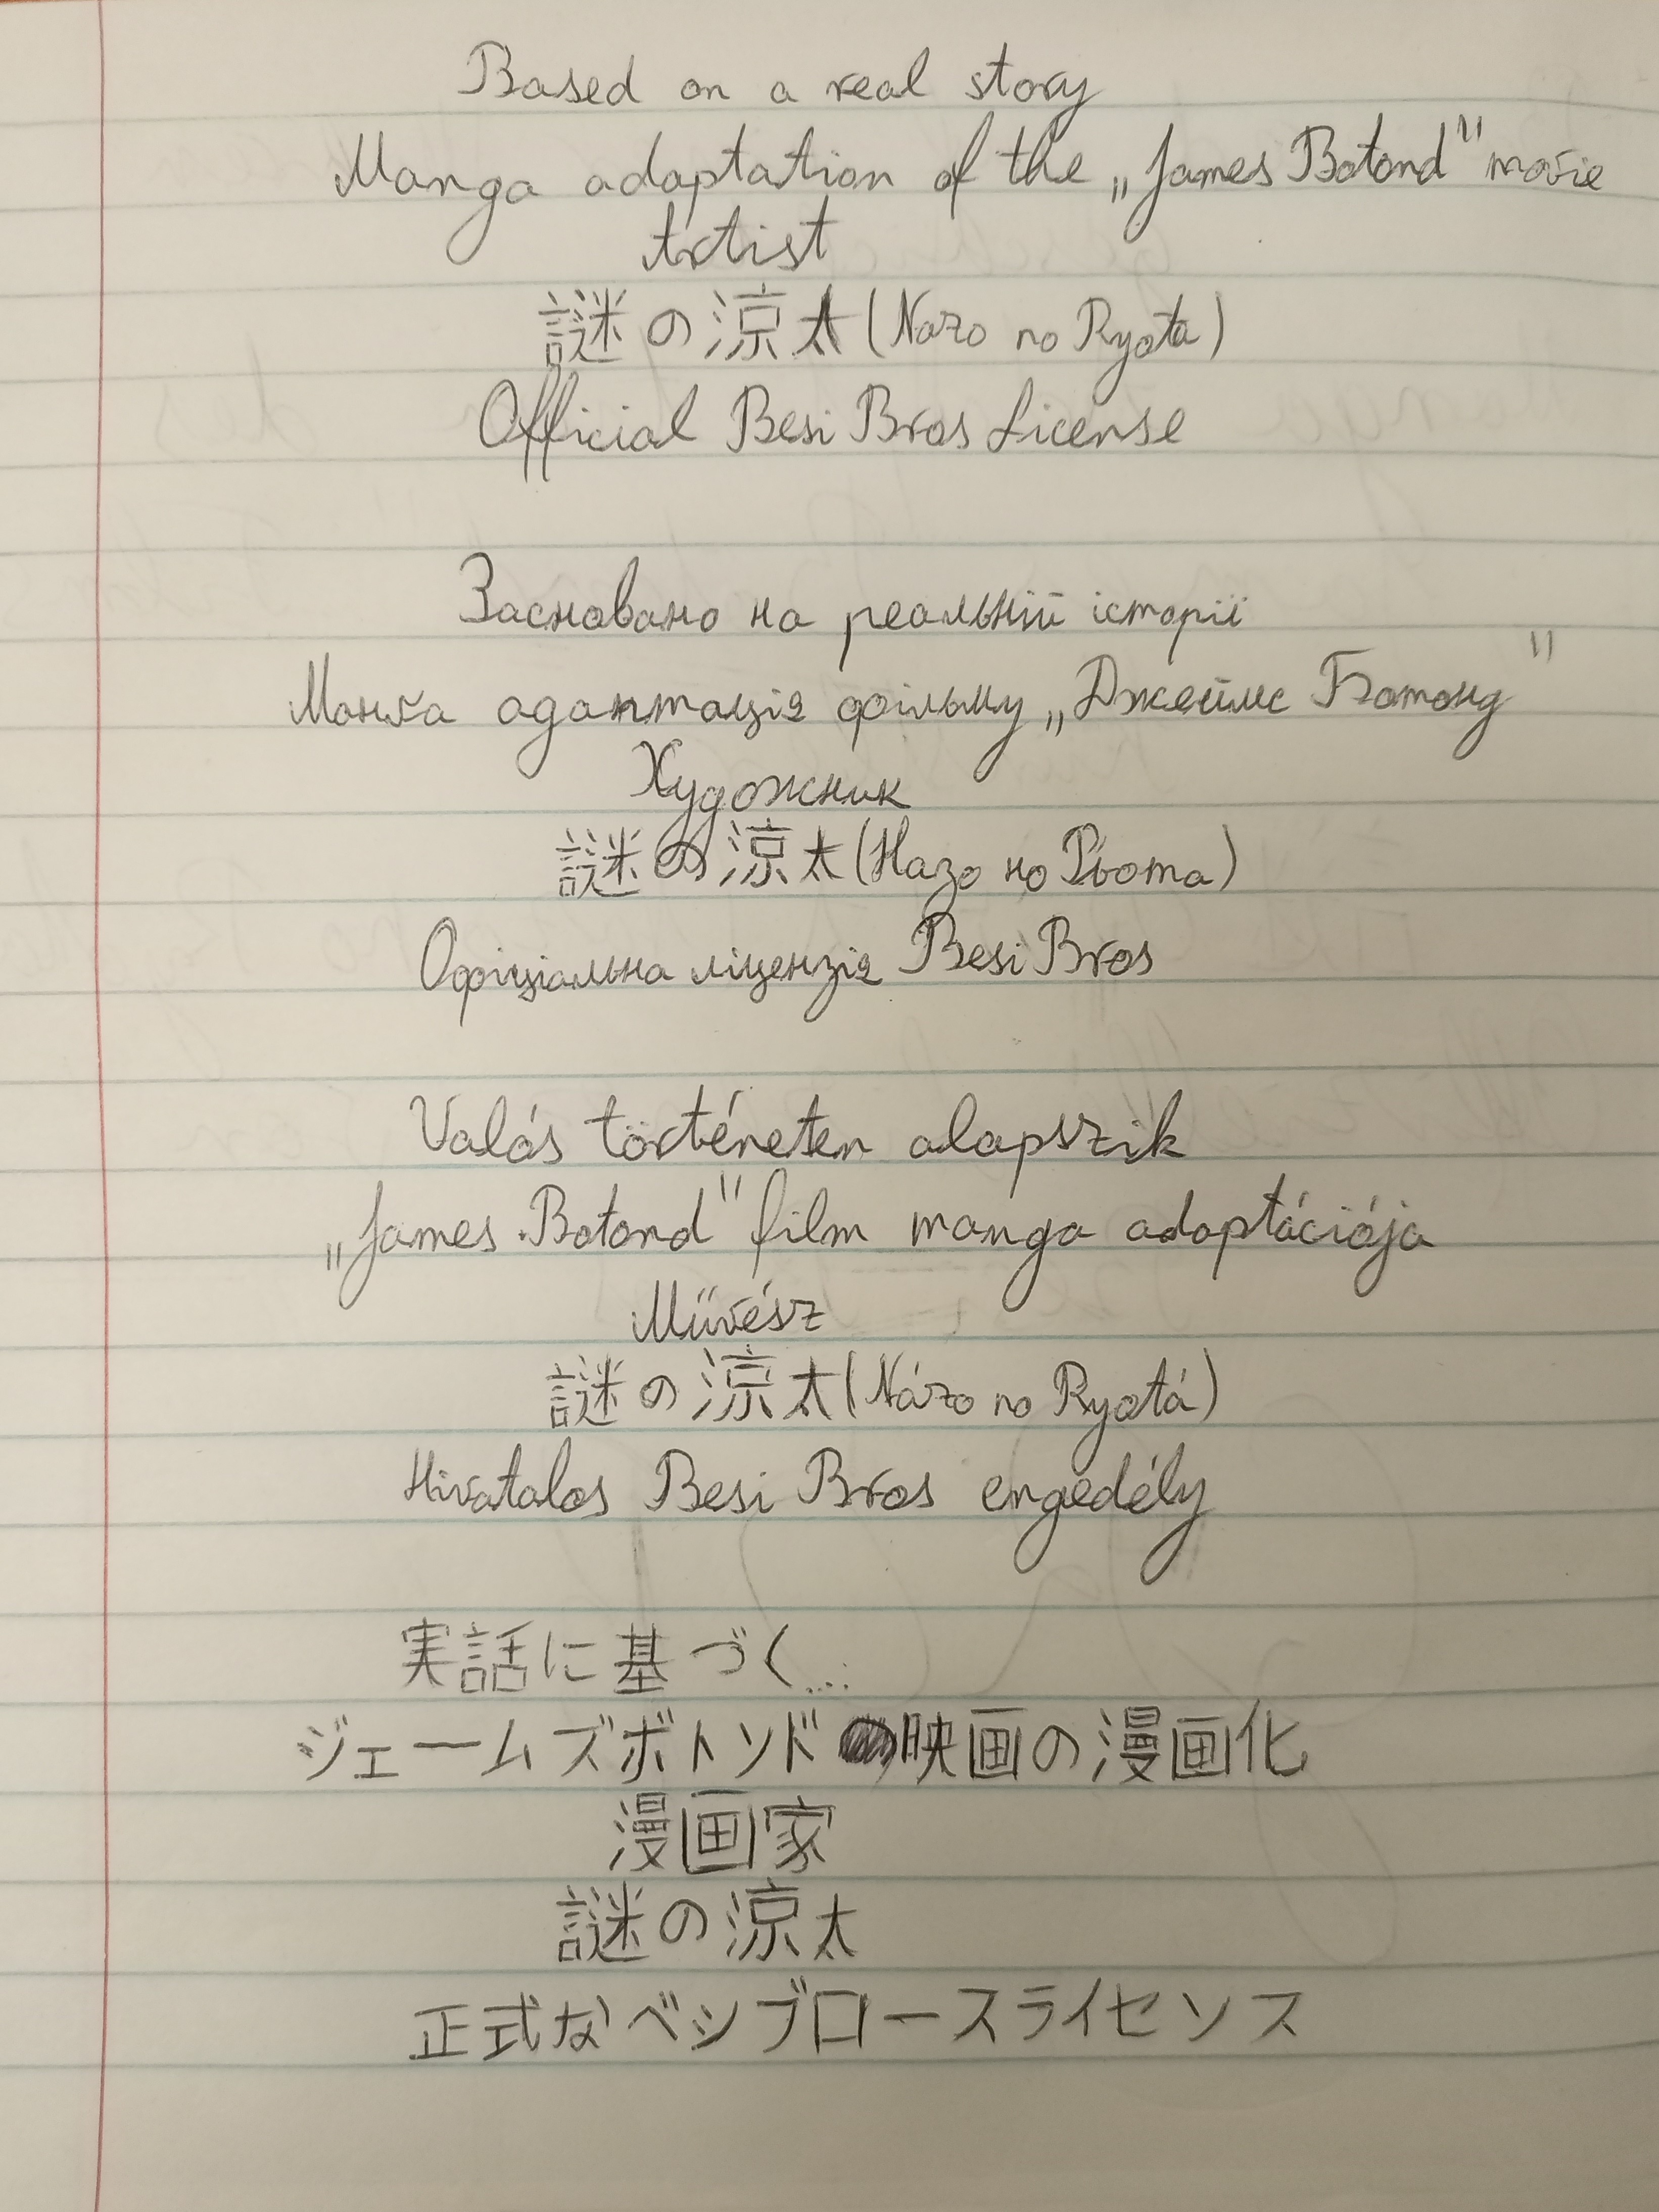 Based on a real story
Manga adaptation of the „James Botond" movie
Artist
謎の涼太 (Nazo no Ryota)
Official Besi Bros License
Засновано на реальній історії
Манґа адаптація фільму „Джеймс Ботонд"
Художник
謎の涼太 (Назо но Рьота)
Офіціальна ліцензія Besi Bros
Valós történeten alapszik
„James Botond" film manga adaptációja
Művész
謎の涼太 (Názo no Ryotá)
Hivatalos Besi Bros engedély
実話に基づく...
ジェームズボトンド映画の漫画化
漫画家
謎の涼太
正式なベシブロースライセンス